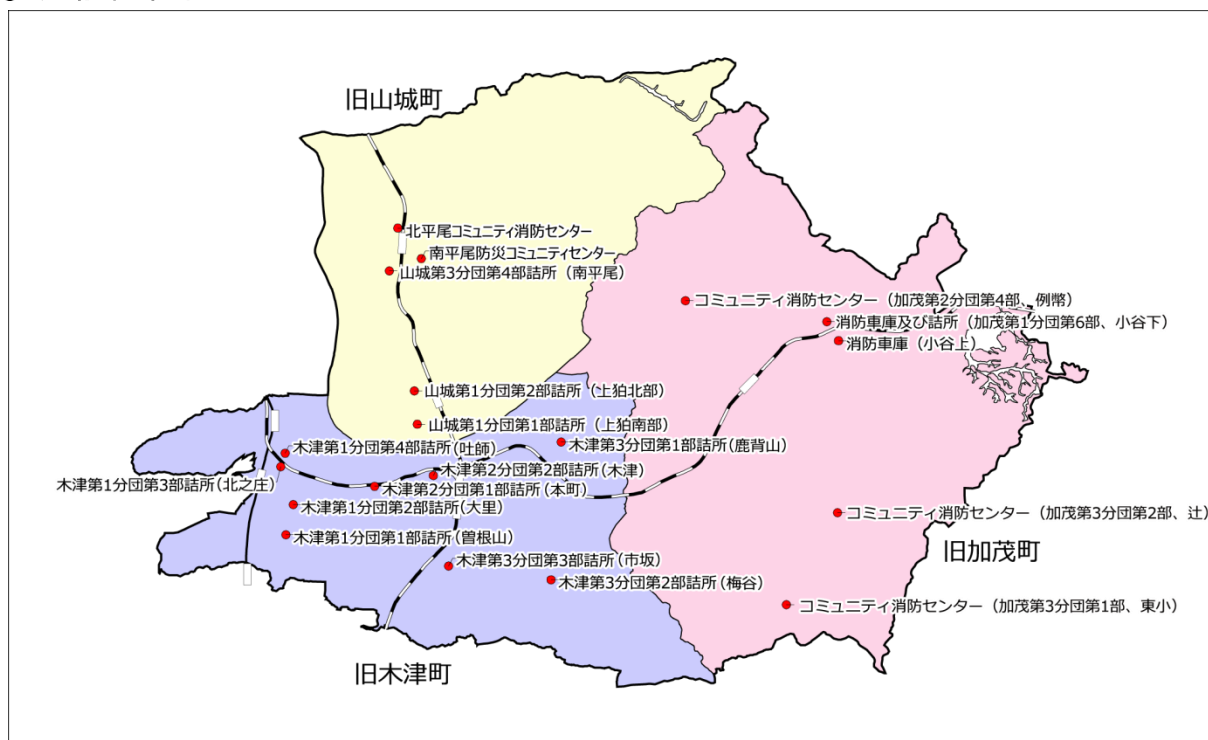 旧山城町
北平尾コミュニティ消防センター
南平尾防災コミュニティセンター
山城第3分団第4部詰所（南平尾）
コミュニティ消防センター（加茂第2分団第4部、例幣）
消防車庫及び詰所（加茂第1分団第6部、小谷下）
消防車庫（小谷上）
山城第1分団第2部詰所（上狛北部）
山城第1分団第1部詰所（上狛南部）
木津第3分団第1部詰所(鹿背山)
木津第1分団第4部詰所(吐師)
木津第2分団第2部詰所(木津)
木津第1分団第3部詰所(北之庄)
木津第2分団第1部詰所(本町)
木津第1分団第2部詰所(大里)
コミュニティ消防センター（加茂第3分団第2部、辻）
木津第1分団第1部詰所(曽根山)
旧加茂町
木津第3分団第3部詰所(市坂)
木津第3分団第2部詰所(梅谷)
コミュニティ消防センター（加茂第3分団第1部、東小）
旧木津町